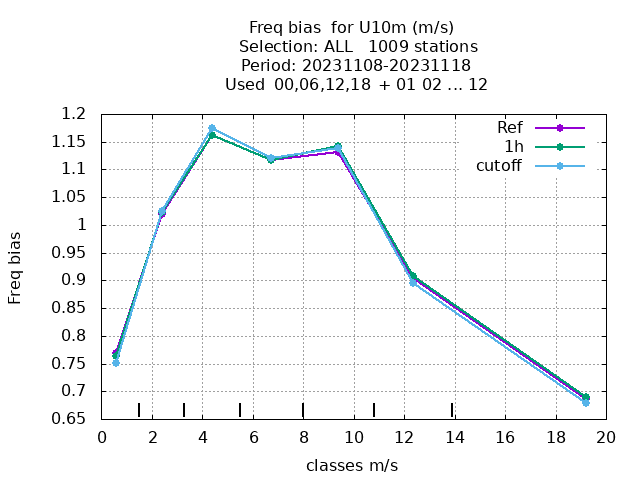 Freq bias  for U10m (m/s)
Selection: ALL   1009 stations
Period: 20231108-20231118
Used  00,06,12,18  + 01 02 ... 12
Ref
1h
cutoff
1.2
1.15
1.1
1.05
1
0.95
0.9
0.85
0.8
0.75
0.7
0.65
Freq bias
0 2 4 6 8 10 12 14 16 18 20
classes m/s